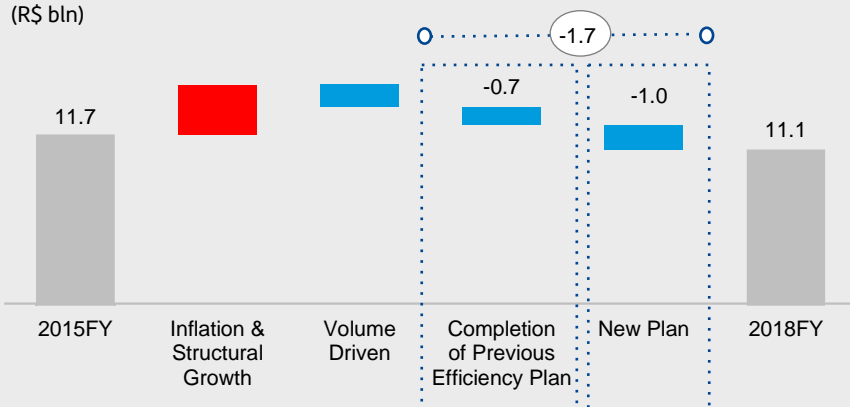 (R$ bln)
-1.7
-0.7
-1.0
11.7
11.1
2015FY
Inflation &
Structural
Growth
Volume
Driven
Completion
of Previous
Efficiency Plan
New Plan
2018FY